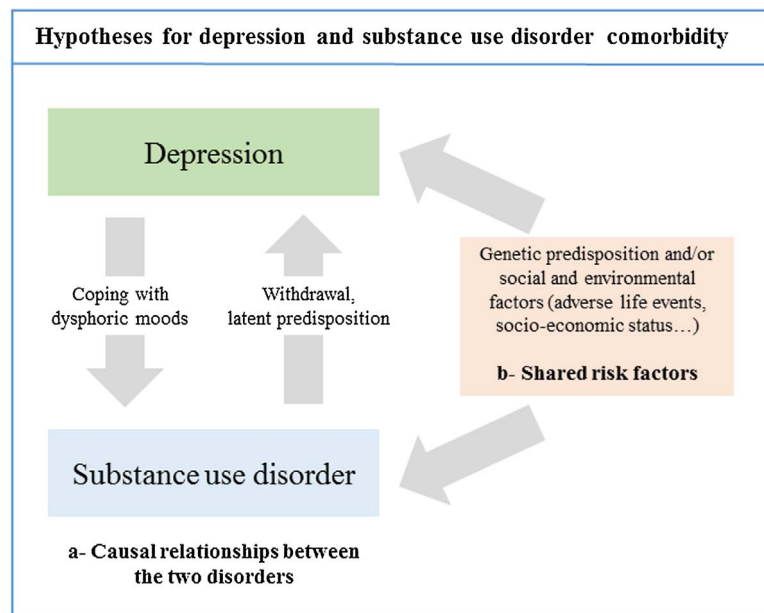 Hypotheses for depression and substance use disorder comorbidity
Depression
Coping with
dysphoric moods
Withdrawal,
latent predisposition
Genetic predisposition and/or
social and environmental
factors (adverse life events,
socio-economic status…)
b- Shared risk factors
Substance use disorder
a- Causal relationships between
the two disorders